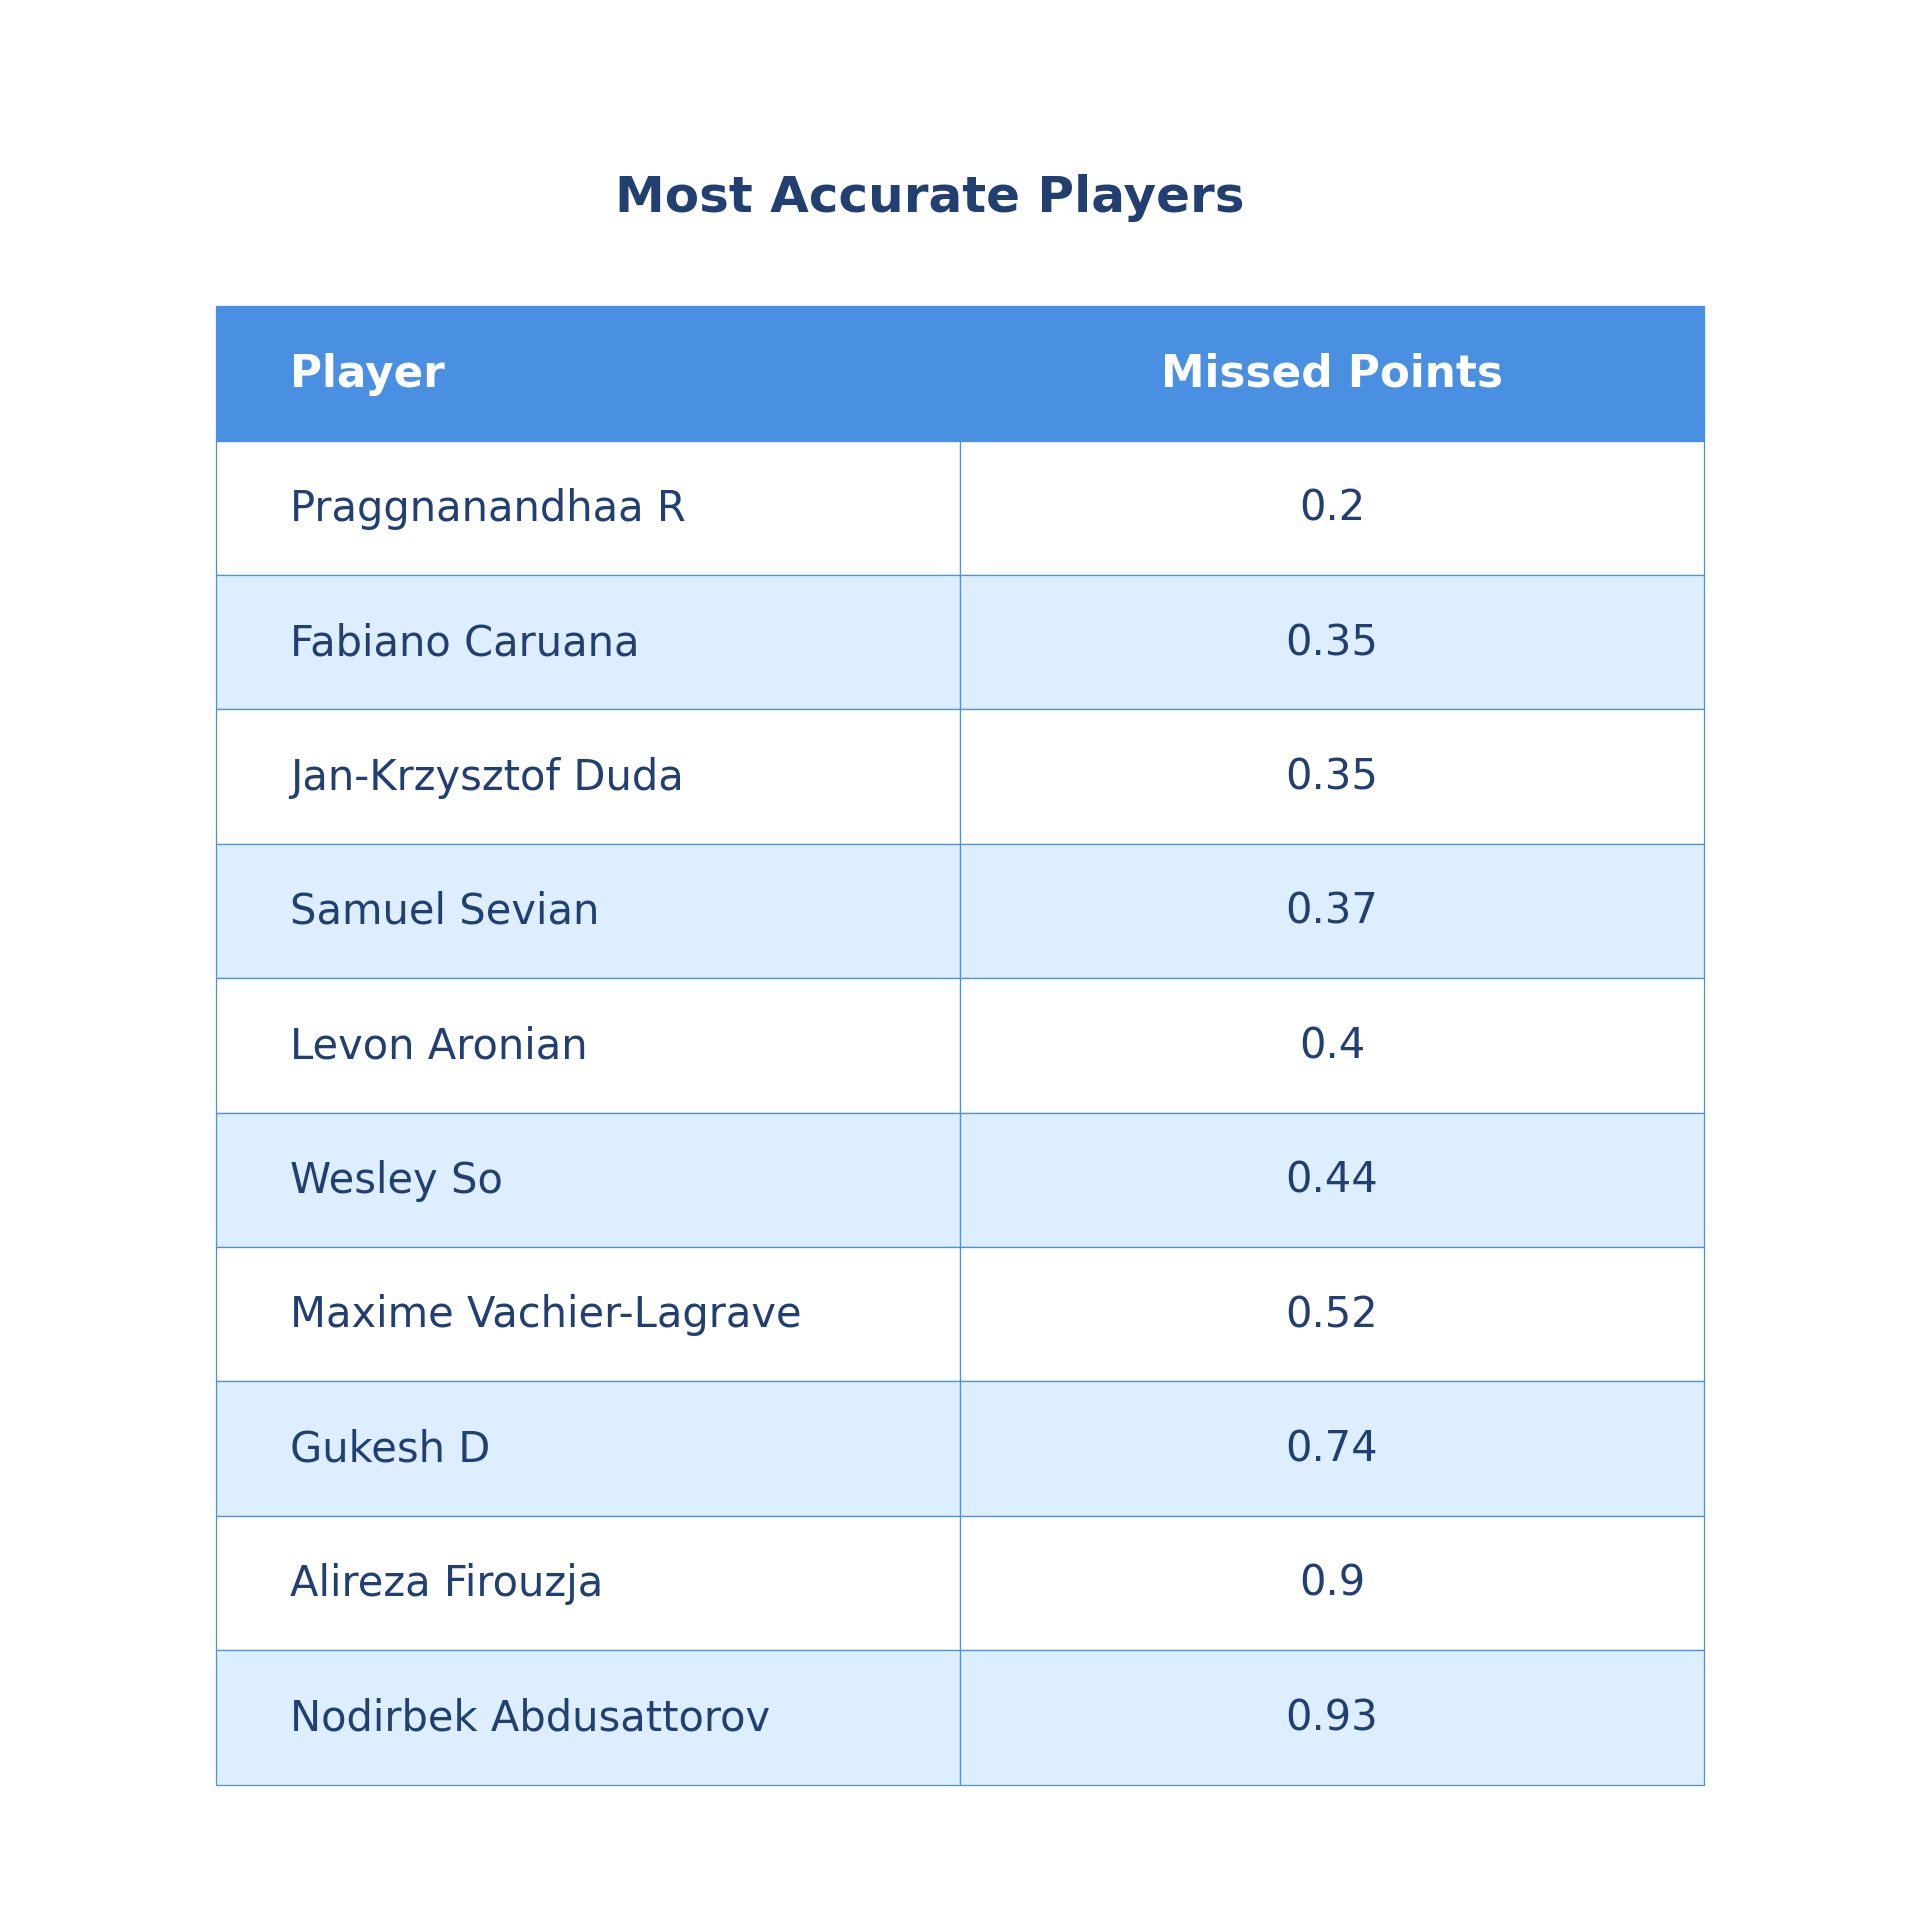 Most Accurate Players
Player Missed Points
Praggnanandhaa R 0.2
Fabiano Caruana 0.35
Jan-Krzysztof Duda 0.35
Samuel Sevian 0.37
Levon Aronian 0.4
Wesley So 0.44
Maxime Vachier-Lagrave 0.52
Gukesh D 0.74
Alireza Firouzja 0.9
Nodirbek Abdusattorov 0.93